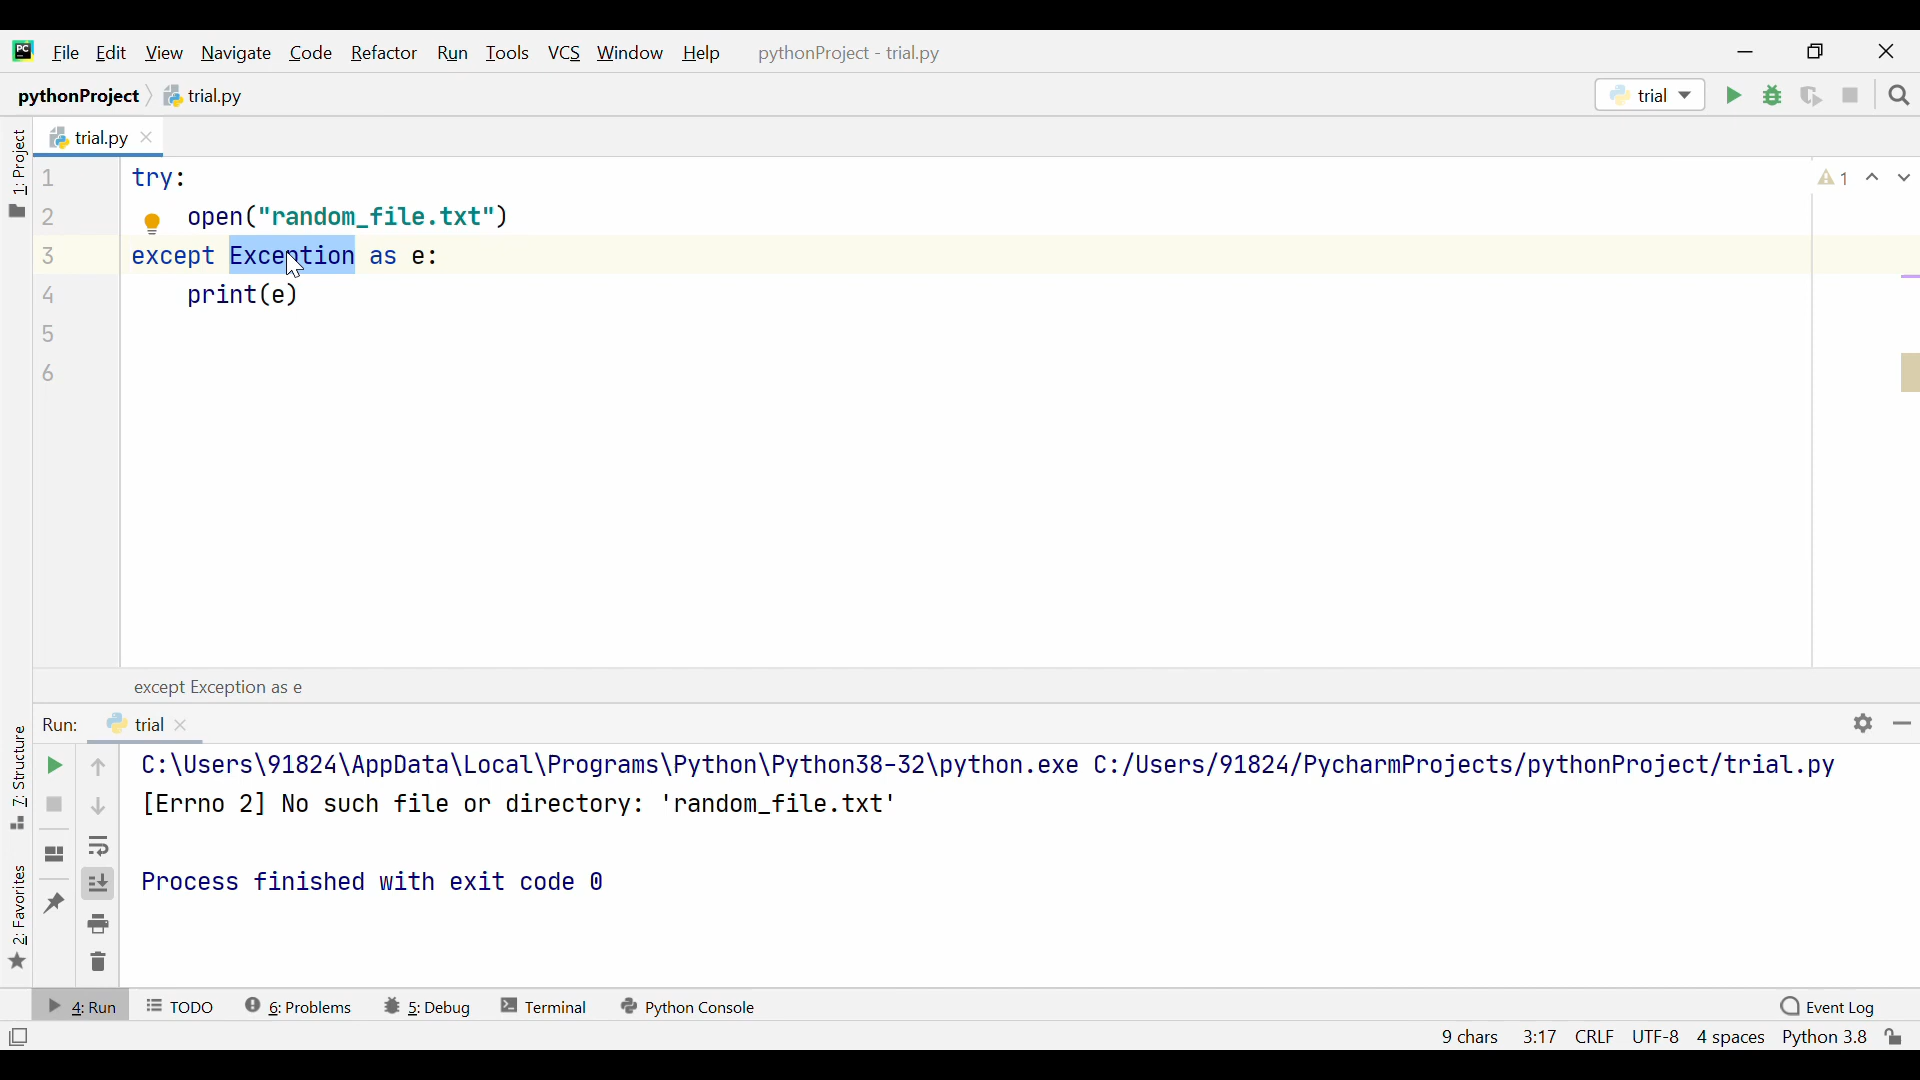 PC File Edit View Navigate Code Refactor Run Tools VCS Window Help pythonProject - trial.py
pythonProject trial.py trial
1: Project
trial.py
1 try: 1
2 open("random_file.txt")
3 except Exception as e:
4 print(e)
5
6
except Exception as e
7: Structure
2: Favorites
Run: trial
C:\Users\91824\AppData\Local\Programs\Python\Python38-32\python.exe C:/Users/91824/PycharmProjects/pythonProject/trial.py
[Errno 2] No such file or directory: 'random_file.txt'
Process finished with exit code 0
4: Run TODO 6: Problems 5: Debug Terminal Python Console Event Log
9 chars 3:17 CRLF UTF-8 4 spaces Python 3.8